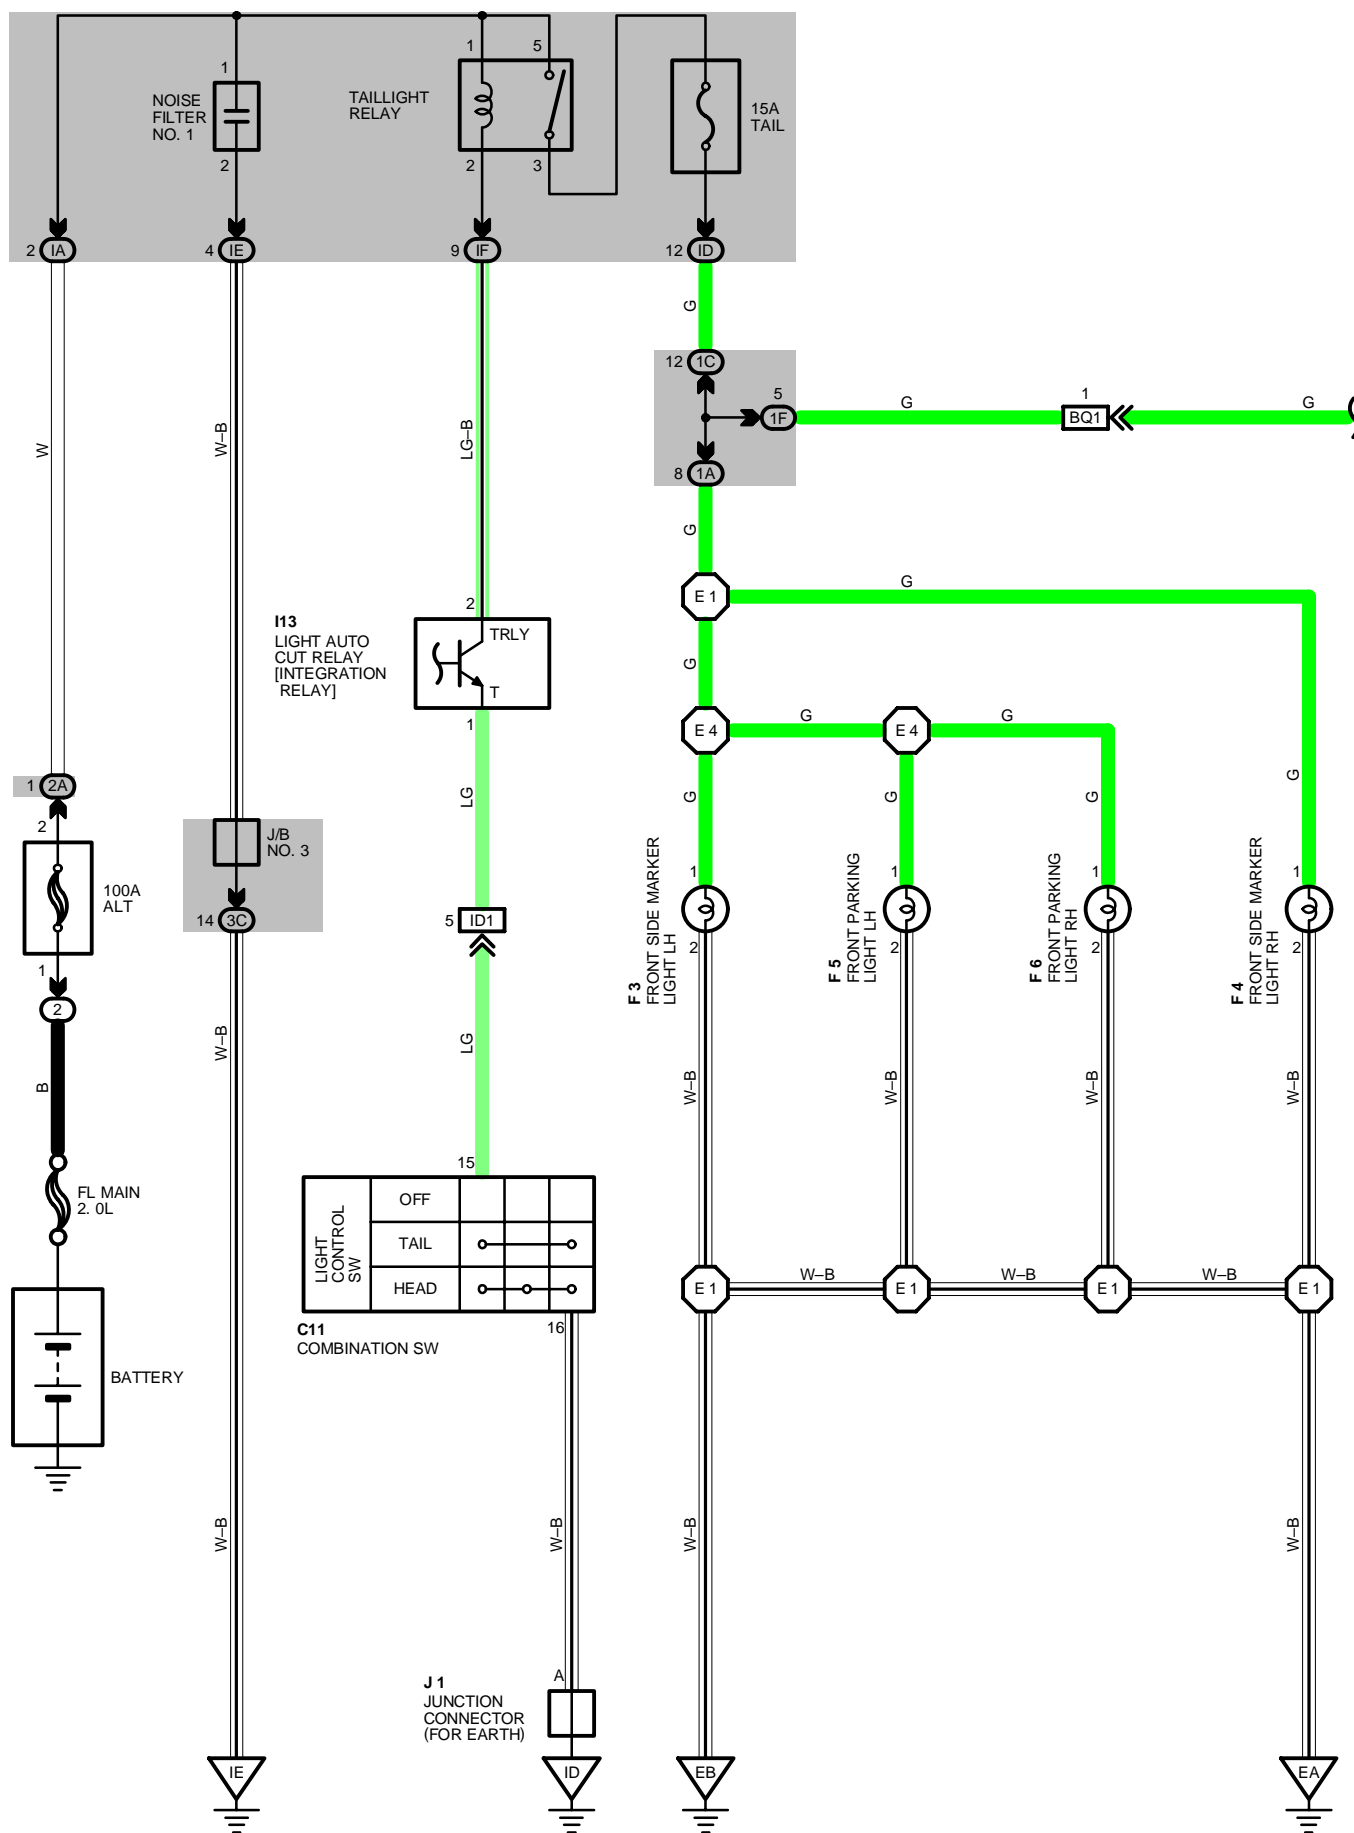 1
5
1
NOISE
FILTER
NO. 1
TAILLIGHT
RELAY
15A
TAIL
2
2
3
2 IA
4 IE
9 IF
12 ID
G
12 1C
5
1F
G
1
BQ1
G
8 1A
W
W–B
LG–B
G
E 1
G
2
TRLY
T
1
I13
LIGHT AUTO
CUT RELAY
[INTEGRATION
RELAY]
G
E 4
G
E 4
G
1 2A
2
100A
ALT
1
2
J/B
NO. 3
14 3C
LG
5 ID1
LG
G
G
G
G
1
1
1
1
F 3
FRONT SIDE MARKER
LIGHT LH
2
F 5
FRONT PARKING
LIGHT LH
2
F 6
FRONT PARKING
LIGHT RH
2
F 4
FRONT SIDE MARKER
LIGHT RH
2
B
W–B
W–B
W–B
W–B
W–B
FL MAIN
2. 0L
15
LIGHT
CONTROL
SW
OFF
TAIL
HEAD
C11
COMBINATION SW
16
E 1
W–B
E 1
W–B
E 1
W–B
E 1
BATTERY
W–B
W–B
W–B
W–B
A
J 1
JUNCTION
CONNECTOR
(FOR EARTH)
IE
ID
EB
EA